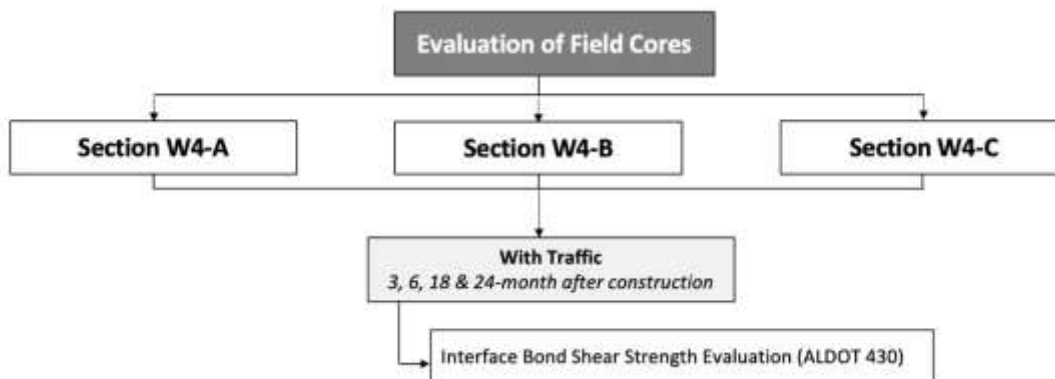 Evaluation of Field Cores
Section W4-A
Section W4-B
Section W4-C
With Traffic
3, 6, 18 & 24-month after construction
Interface Bond Shear Strength Evaluation (ALDOT 430)